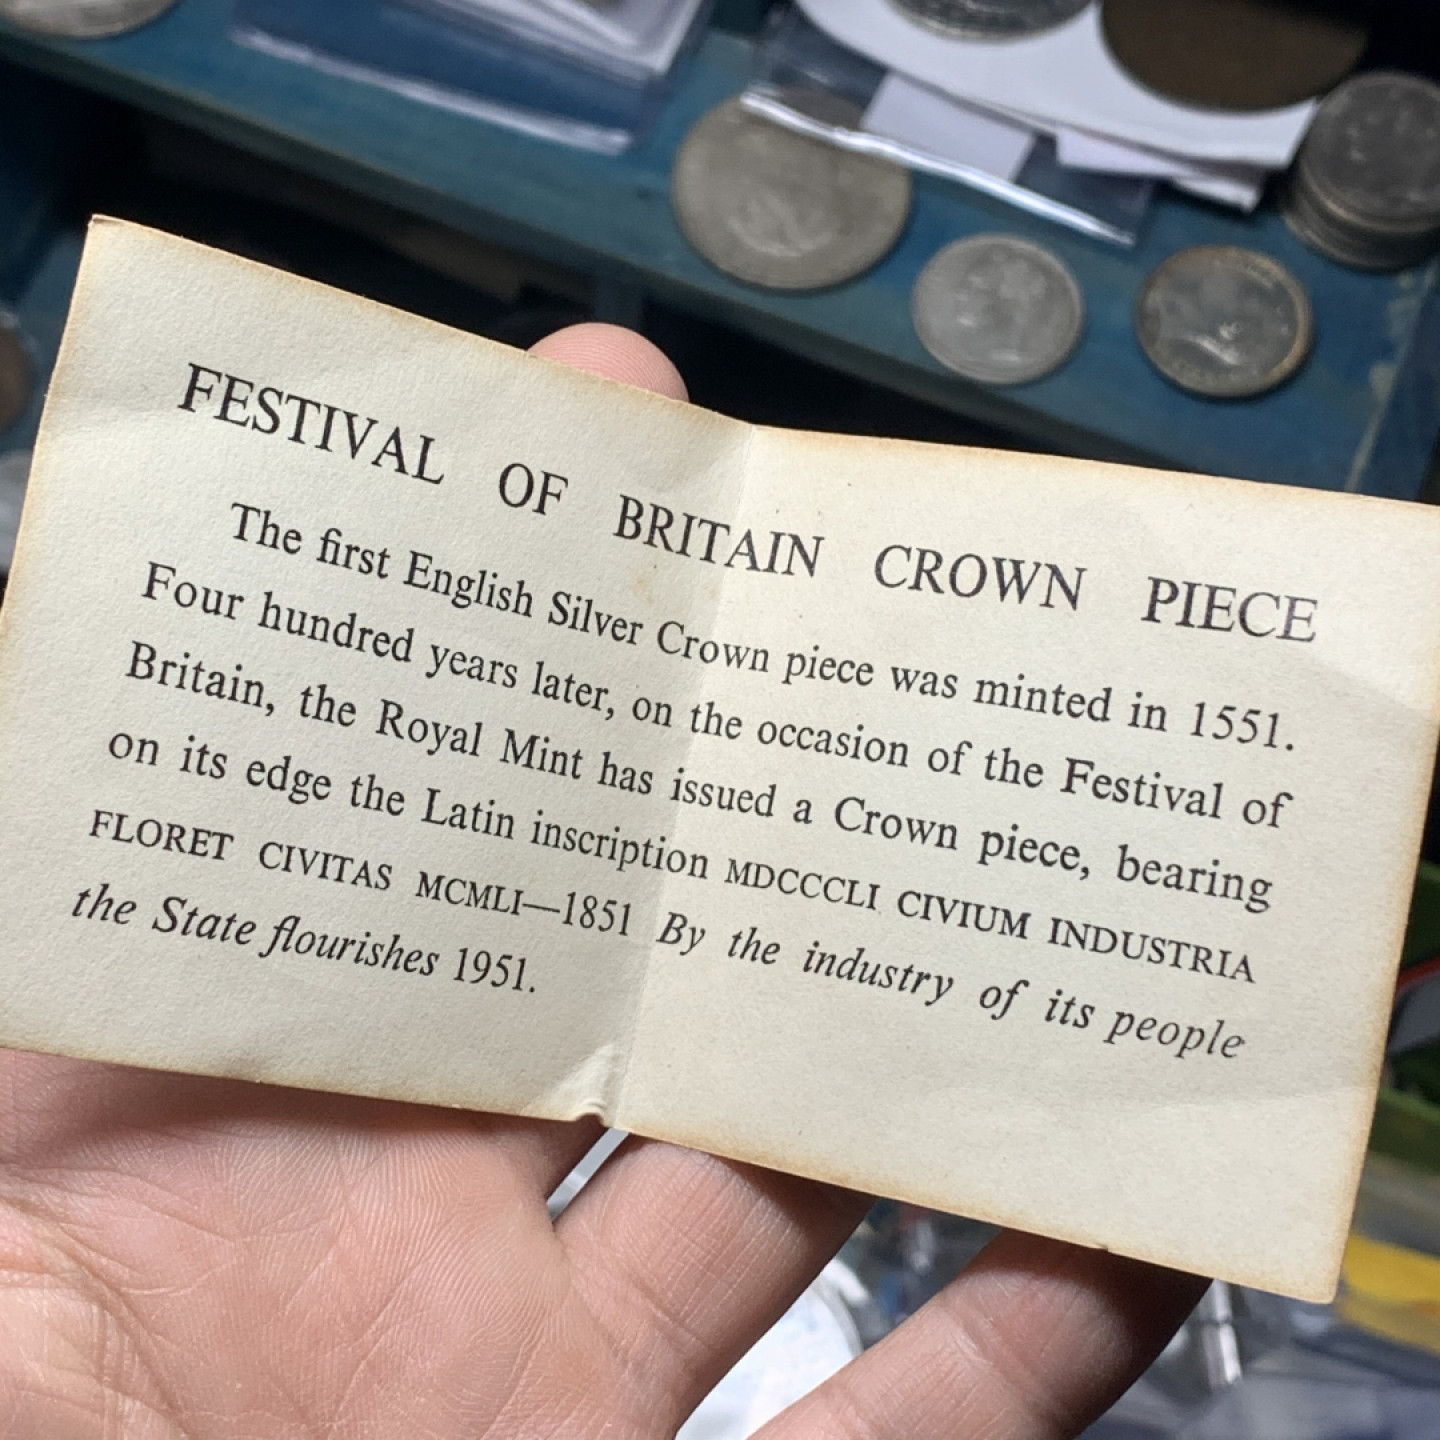 FESTIVAL OF BRITAIN CROWN PIECE
The first English Silver Crown piece was minted in 1551.
Four hundred years later, on the occasion of the Festival of
Britain, the Royal Mint has issued a Crown piece, bearing
on its edge the Latin inscription MDCCCLI CIVIUM INDUSTRIA
FLORET CIVITAS MCMLI—1851 By the industry of its people
the State flourishes 1951.